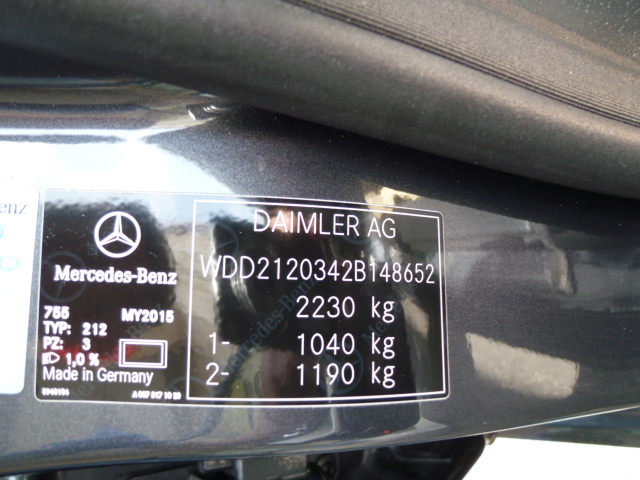 enz
Mercedes-Benz
755 MY2015
TYP: 212
PZ: 3
1,0 %
Made in Germany
DAIMLER AG
WDD2120342B148652
2230 kg
1- 1040 kg
2- 1190 kg